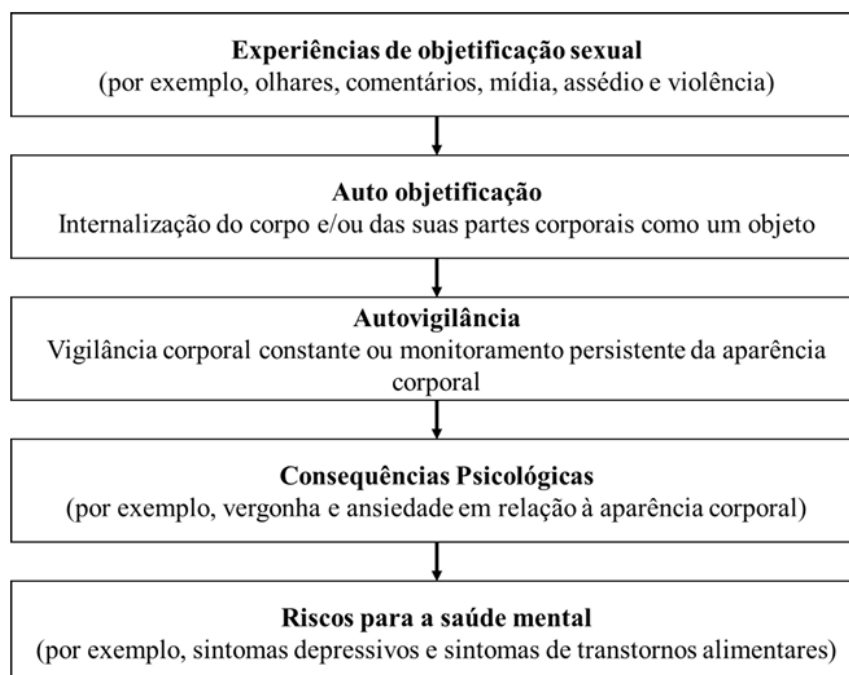 Experiências de objetificação sexual
(por exemplo, olhares, comentários, mídia, assédio e violência)
Auto objetificação
Internalização do corpo e/ou das suas partes corporais como um objeto
Autovigilância
Vigilância corporal constante ou monitoramento persistente da aparência
corporal
Consequências Psicológicas
(por exemplo, vergonha e ansiedade em relação à aparência corporal)
Riscos para a saúde mental
(por exemplo, sintomas depressivos e sintomas de transtornos alimentares)